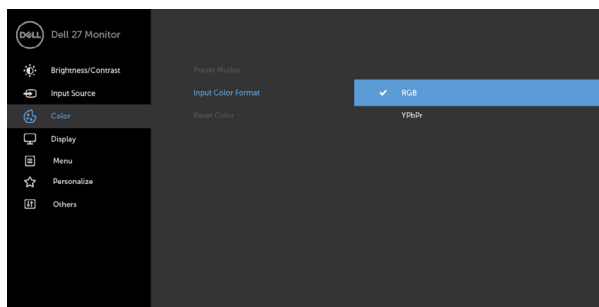 DELL Dell 27 Monitor
Brightness/Contrast
Input Source
Color
Display
Menu
Personalize
Others
Preset Modes
Input Color Format
Reset Color
RGB
YPbPr